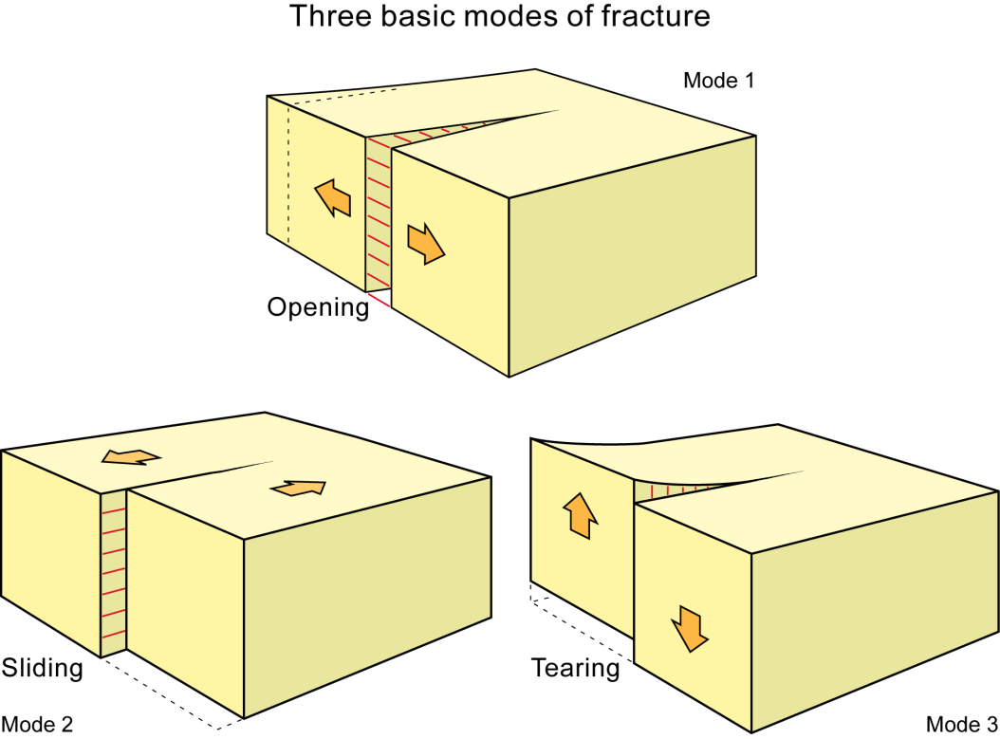 Three basic modes of fracture
Mode 1
Opening
Sliding
Mode 2
Tearing
Mode 3